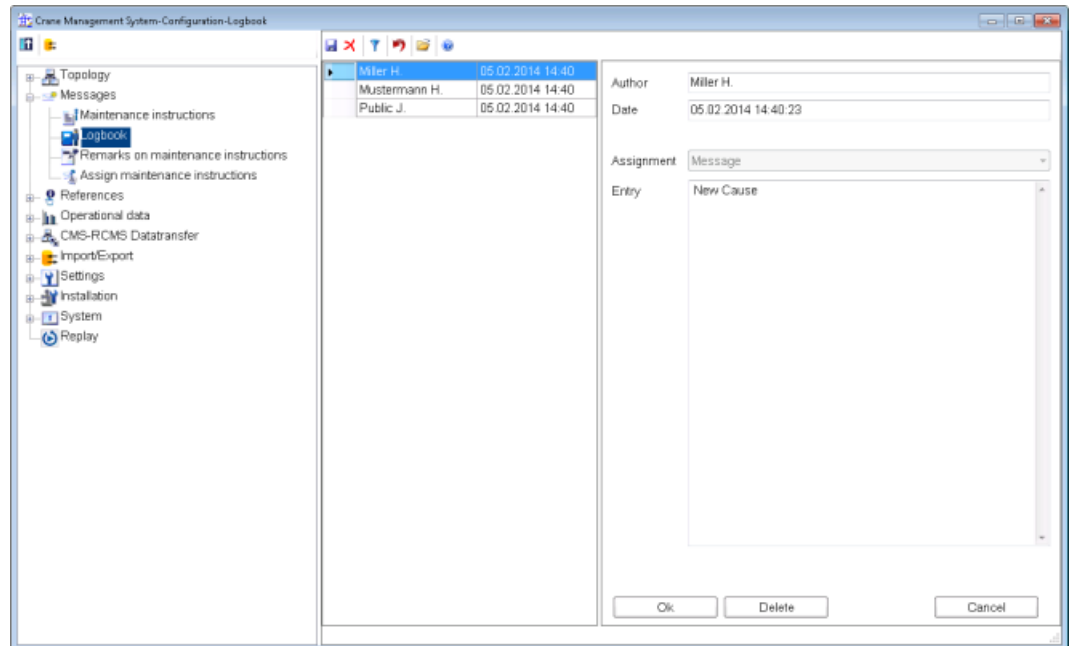 Crane Management System-Configuration-Logbook
Topology
Messages
Maintenance instructions
Logbook
Remarks on maintenance instructions
Assign maintenance instructions
References
Operational data
CMS-RCMS Datatransfer
Import/Export
Settings
Installation
System
Replay
Miller H. 05.02.2014 14:40
Mustermann H. 05.02.2014 14:40
Public J. 05.02.2014 14:40
Author Miller H.
Date 05.02.2014 14:40:23
Assignment Message
Entry New Cause
Ok Delete Cancel